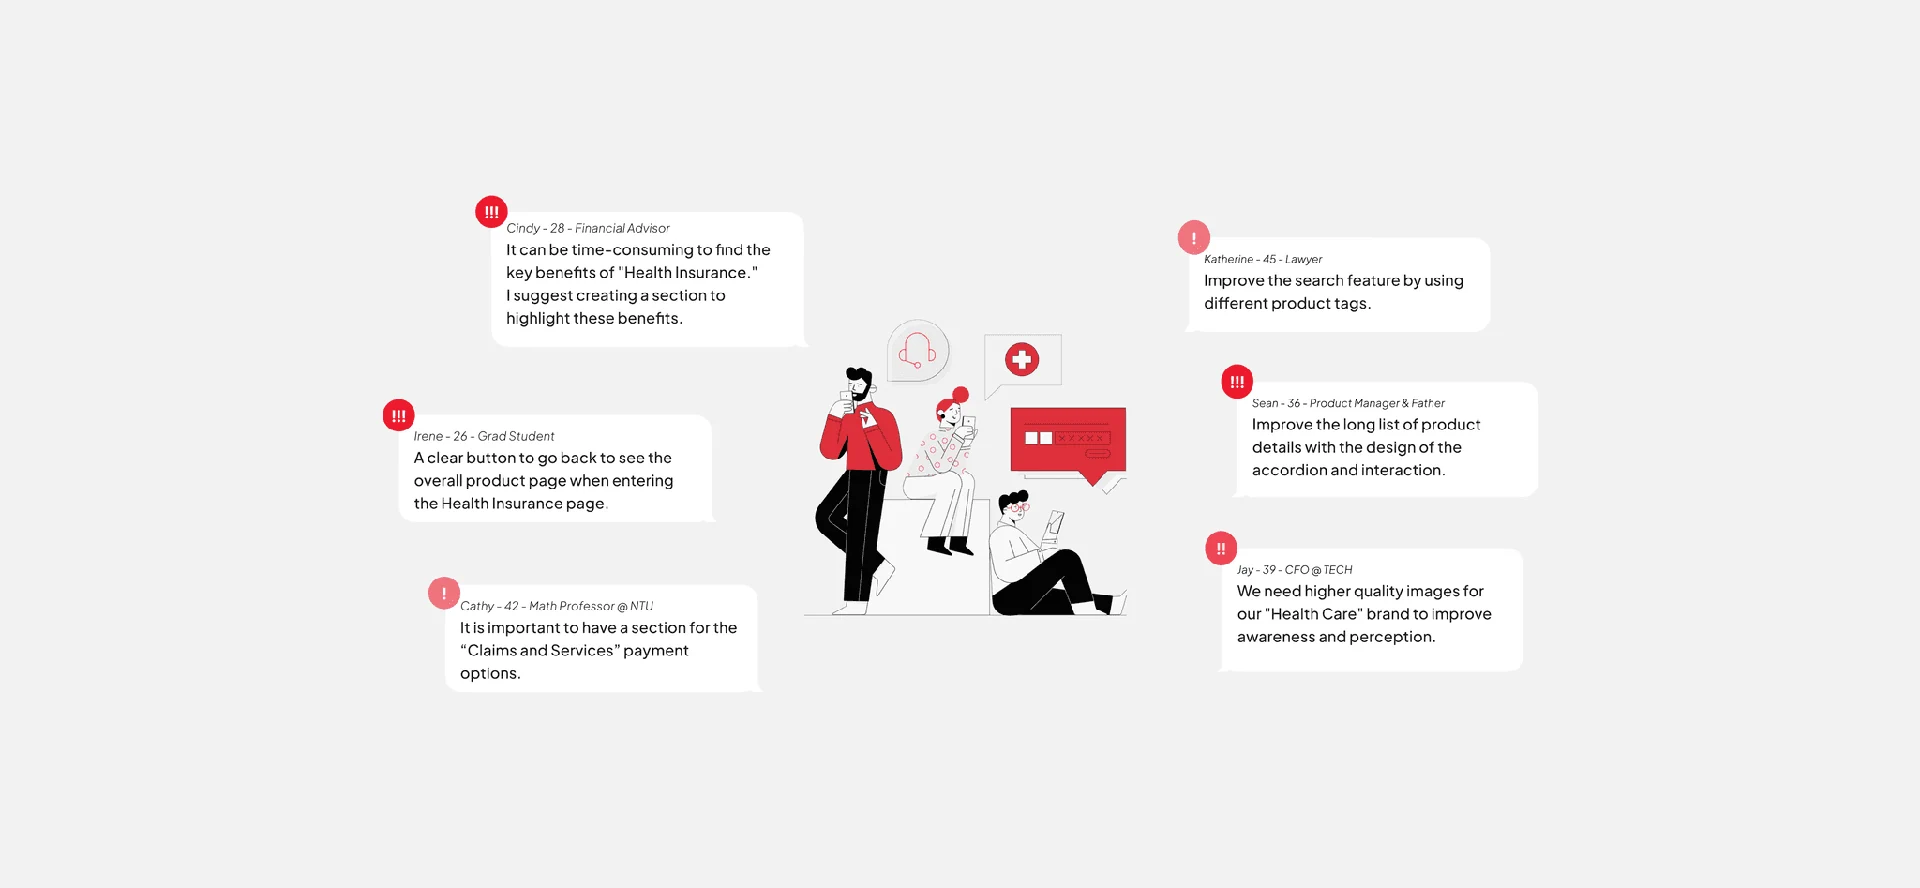 !!!
Cindy - 28 - Financial Advisor
It can be time-consuming to find the
key benefits of "Health Insurance."
I suggest creating a section to
highlight these benefits.
!!!
Irene - 26 - Grad Student
A clear button to go back to see the
overall product page when entering
the Health Insurance page.
!
Cathy - 42 - Math Professor @ NTU
It is important to have a section for the
“Claims and Services” payment
options.
!
Katherine - 45 - Lawyer
Improve the search feature by using
different product tags.
!!!
Sean - 36 - Product Manager & Father
Improve the long list of product
details with the design of the
accordion and interaction.
!!
Jay - 39 - CFO @ TECH
We need higher quality images for
our "Health Care" brand to improve
awareness and perception.